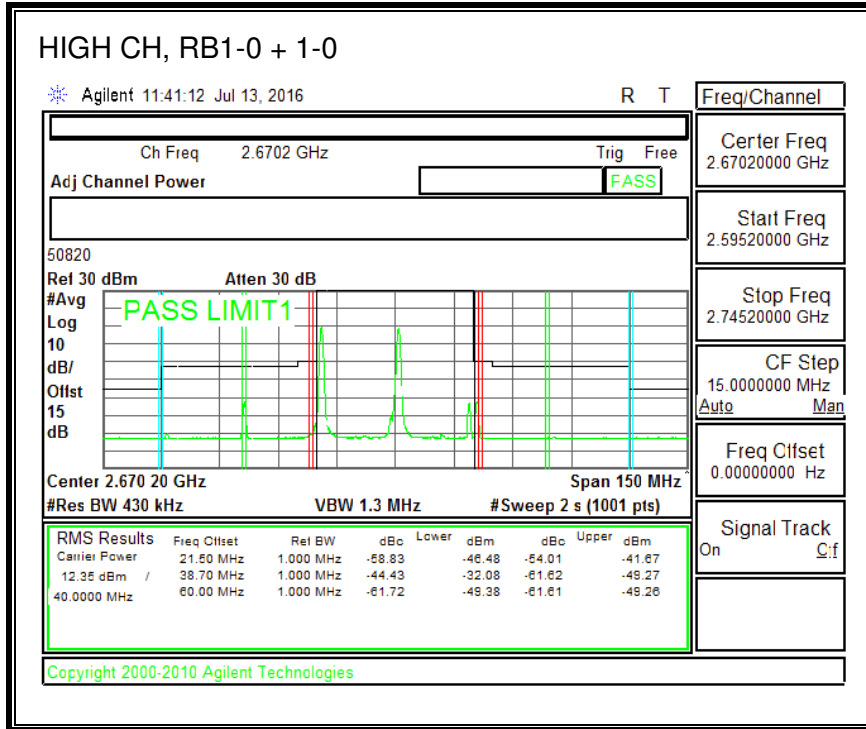 HIGH CH, RB1-0 + 1-0
Agilent 11:41:12 Jul 13, 2016 R T
Freq/Channel
Ch Freq 2.6702 GHz Trig Free
Adj Channel Power PASS
Center Freq
2.67020000 GHz
Start Freq
2.59520000 GHz
Stop Freq
2.74520000 GHz
CF Step
15.0000000 MHz
Auto Man
Freq Offset
0.00000000 Hz
Signal Track
On Off
50820
Ref 30 dBm Atten 30 dB
#Avg
Log
10
dB/
Offst
15
dB
PASS LIMIT1
Center 2.670 20 GHz Span 150 MHz
#Res BW 430 kHz VBW 1.3 MHz #Sweep 2 s (1001 pts)
RMS Results Freq Offset Ref BW dBc Lower dBm dBc Upper dBm
Carrier Power 21.50 MHz 1.000 MHz -58.83 -46.48 -54.01 -41.67
12.35 dBm / 38.70 MHz 1.000 MHz -44.43 -32.08 -61.62 -49.27
40.0000 MHz 60.00 MHz 1.000 MHz -61.72 -49.38 -61.61 -49.26
Copyright 2000-2010 Agilent Technologies